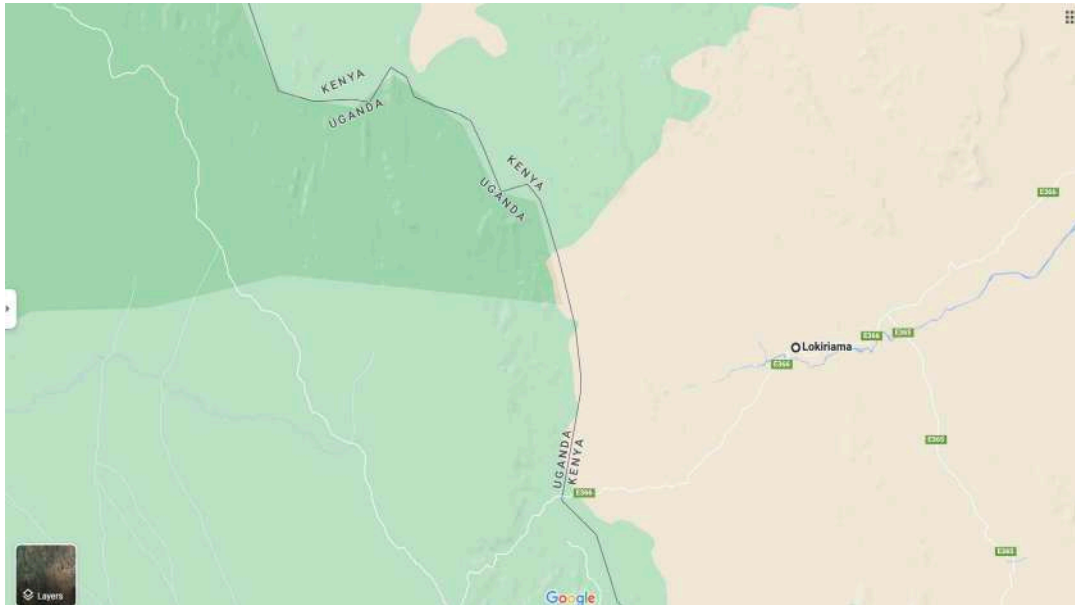 KENYA
UGANDA
KENYA
UGANDA
E366
E366
E365
Lokiriama
E366
E365
UGANDA
KENYA
E366
E365
Layers
Google